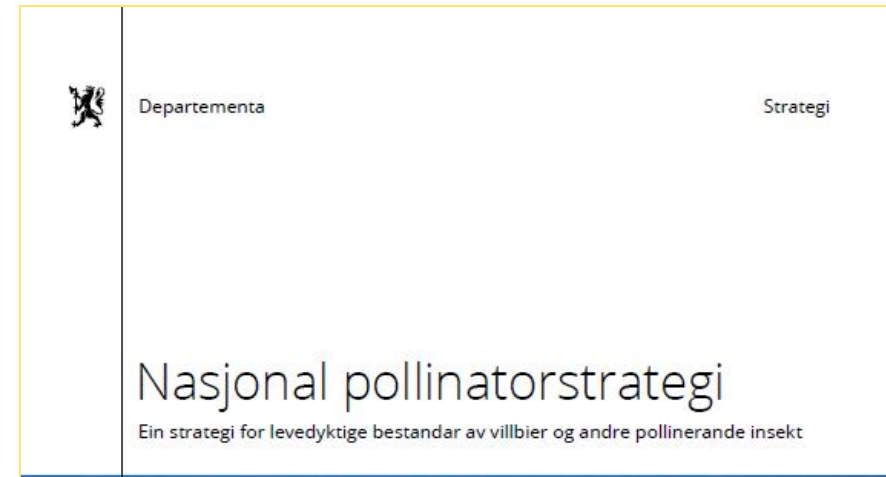 Departementa
Strategi
Nasjonal pollinatorstrategi
Ein strategi for levedyktige bestandar av villbier og andre pollinerande insekt